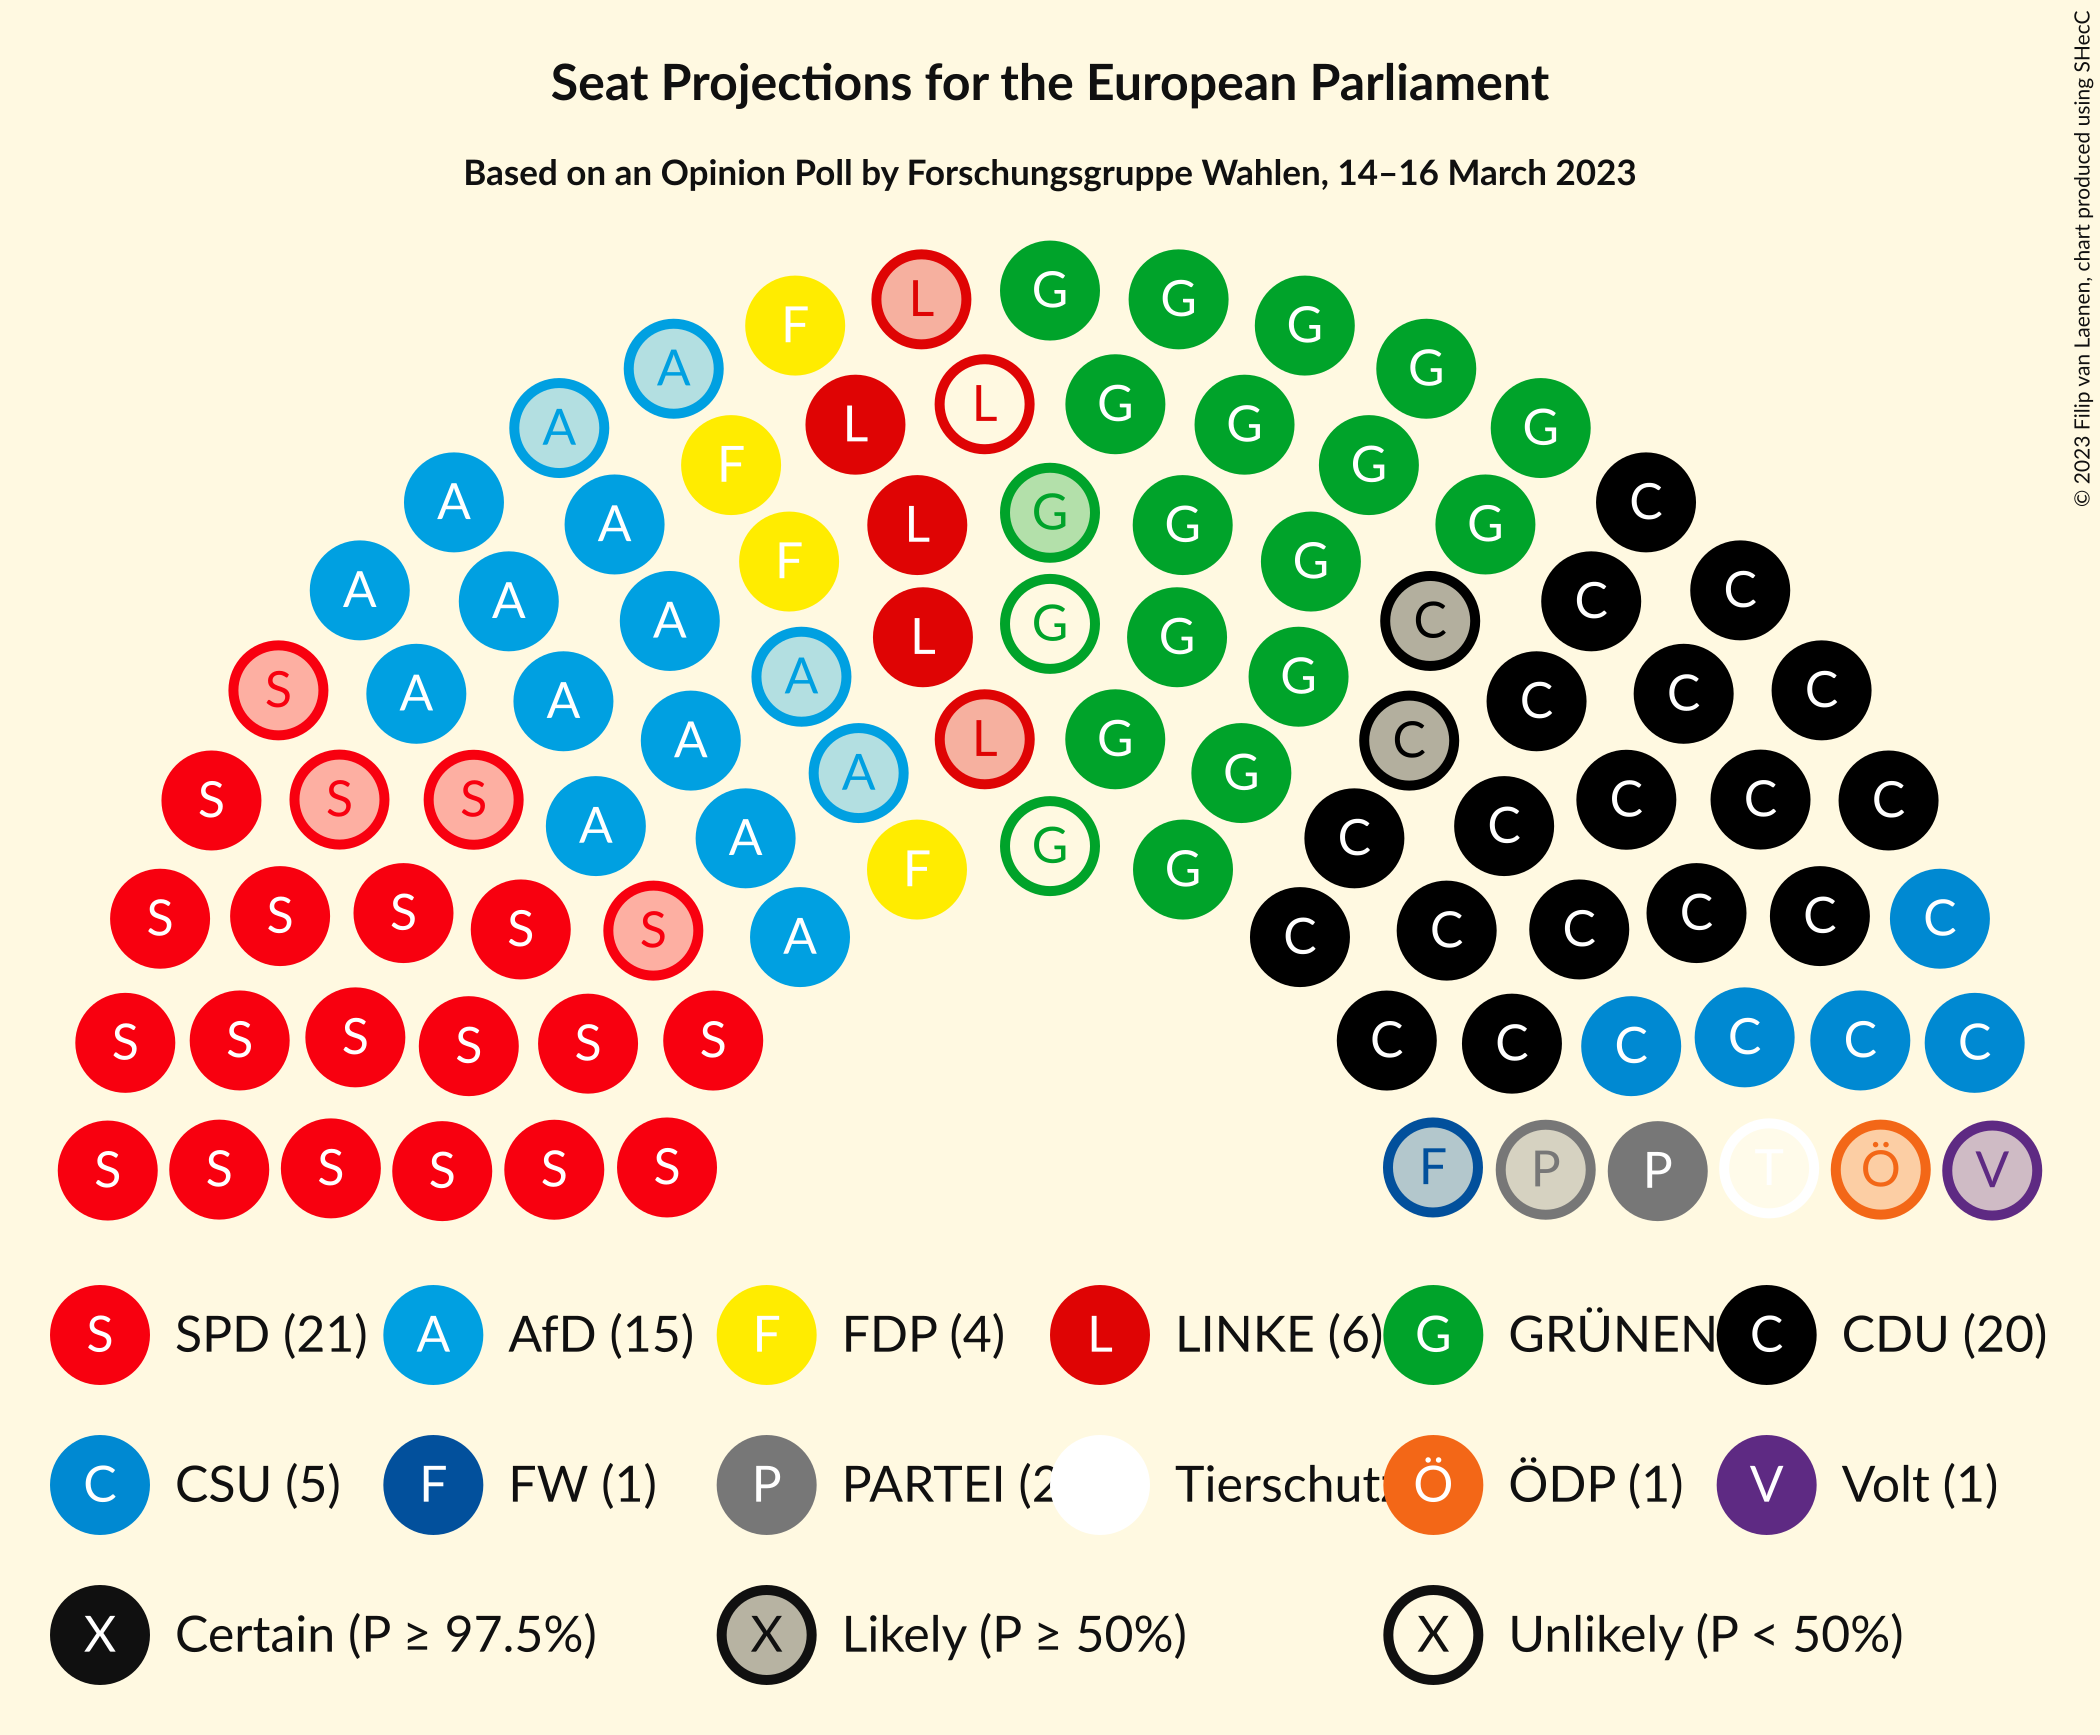 Seat Projections for the European Parliament
Based on an Opinion Poll by Forschungsgruppe Wahlen, 14–16 March 2023
© 2023 Filip van Laenen, chart produced using SHecC
L G G G
F G
A L G G G
A F L G G C
A A F L G G G C C
A A A L G G C C C C
S A A A A L G G C C C C
S S S A A A G G C C C C C
S S S S S A F G C C C C C C
S S S S S S C C C C C C
S S S S S S F P P T Ö V
S SPD (21) A AfD (15) F FDP (4) L LINKE (6) G GRÜNEN C CDU (20)
C CSU (5) F FW (1) P PARTEI (2 Tierschutz Ö ÖDP (1) V Volt (1)
X Certain (P ≥ 97.5%) X Likely (P ≥ 50%) X Unlikely (P < 50%)